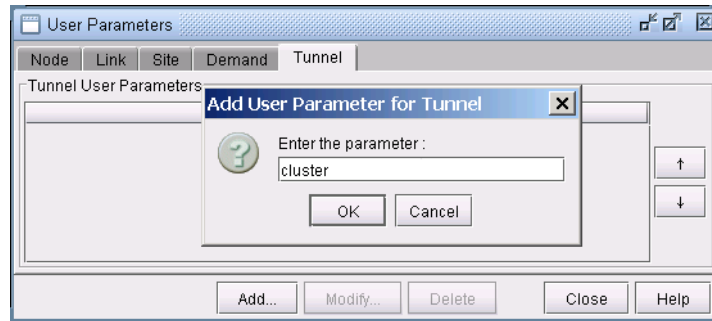 User Parameters
Node Link Site Demand Tunnel
Tunnel User Parameters
Add User Parameter for Tunnel
Enter the parameter :
cluster
OK Cancel
Add... Modify... Delete Close Help